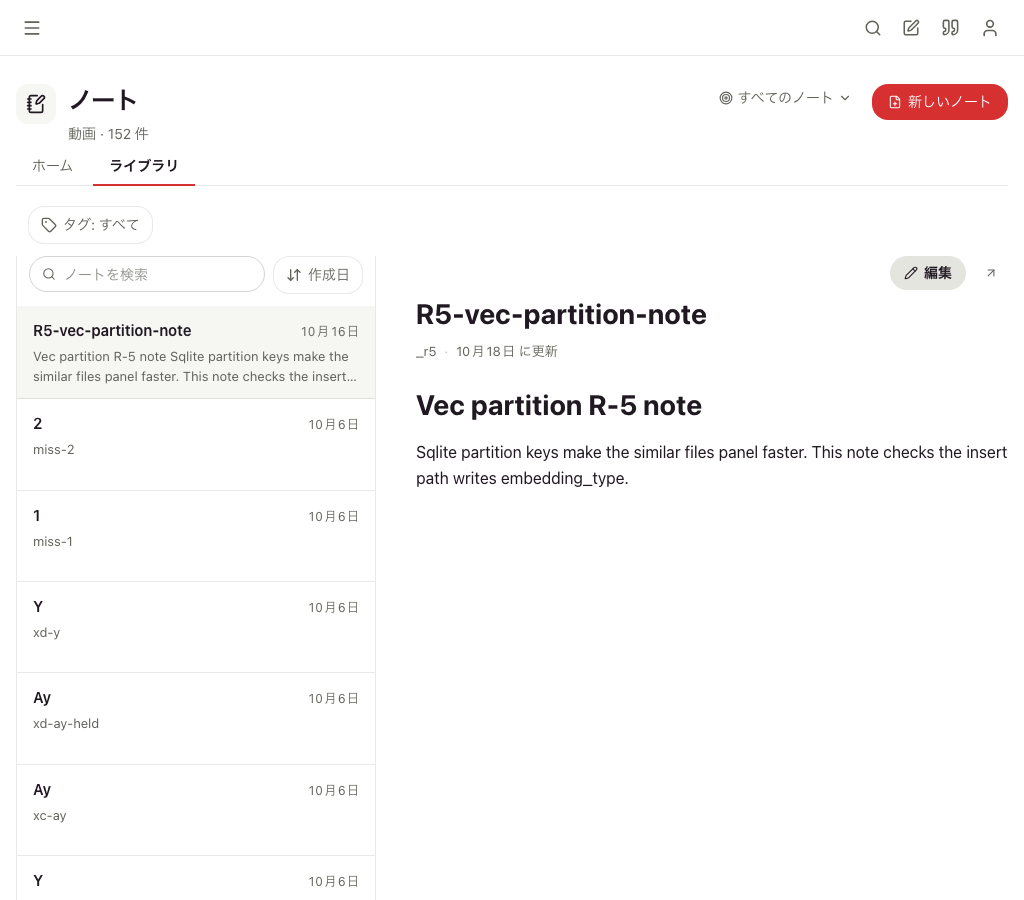 ノート
動画 · 152 件
すべてのノート
新しいノート
ホーム
ライブラリ
タグ: すべて
ノートを検索
作成日
R5-vec-partition-note
10月16日
Vec partition R-5 note Sqlite partition keys make the
similar files panel faster. This note checks the insert...
2
10月6日
miss-2
1
10月6日
miss-1
Y
10月6日
xd-y
Ay
10月6日
xd-ay-held
Ay
10月6日
xc-ay
Y
10月6日
編集
R5-vec-partition-note
_r5 · 10月18日 に更新
Vec partition R-5 note
Sqlite partition keys make the similar files panel faster. This note checks the insert
path writes embedding_type.